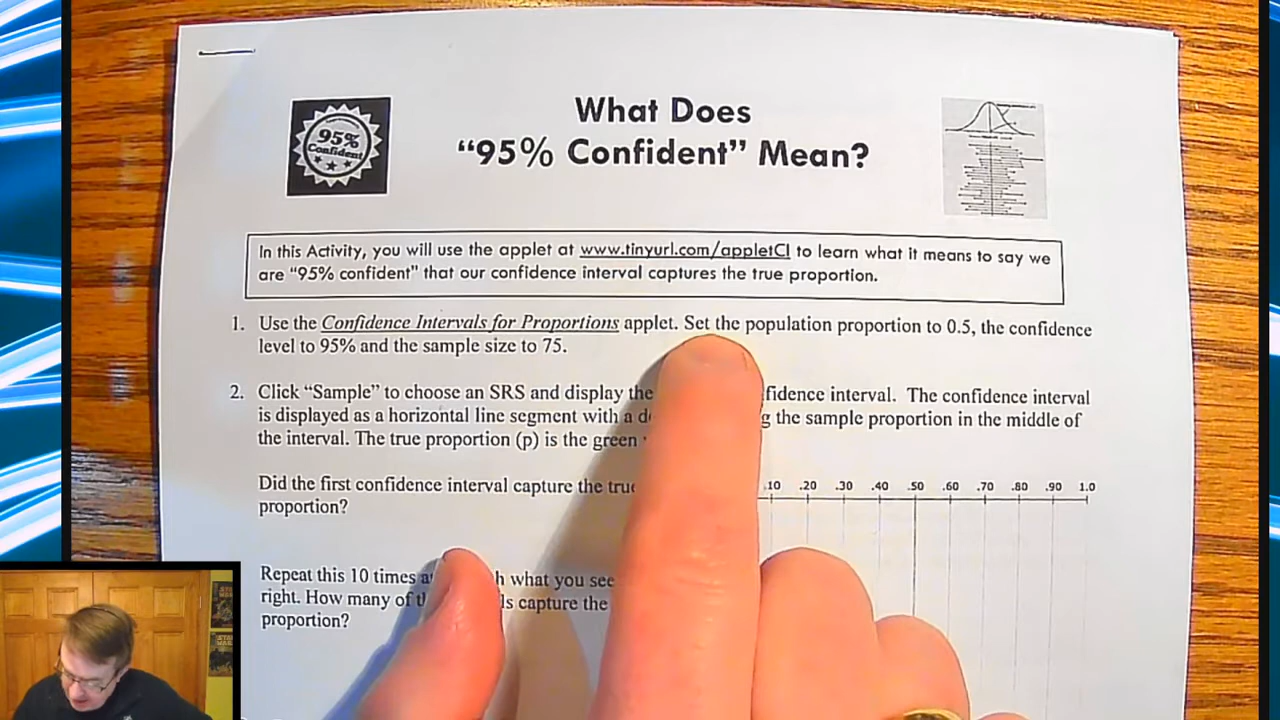 What Does
“95% Confident” Mean?
95%
Confident
In this Activity, you will use the applet at www.tinyurl.com/appletCI to learn what it means to say we
are “95% confident” that our confidence interval captures the true proportion.
1. Use the Confidence Intervals for Proportions applet. Set the population proportion to 0.5, the confidence
level to 95% and the sample size to 75.
2. Click “Sample” to choose an SRS and display the fidence interval. The confidence interval
is displayed as a horizontal line segment with a g the sample proportion in the middle of
the interval. The true proportion (p) is the green
Did the first confidence interval capture the true
proportion?
.10 .20 .30 .40 .50 .60 .70 .80 .90 1.0
Repeat this 10 times h what you see
right. How many of ls capture the
proportion?
STAR
WARS